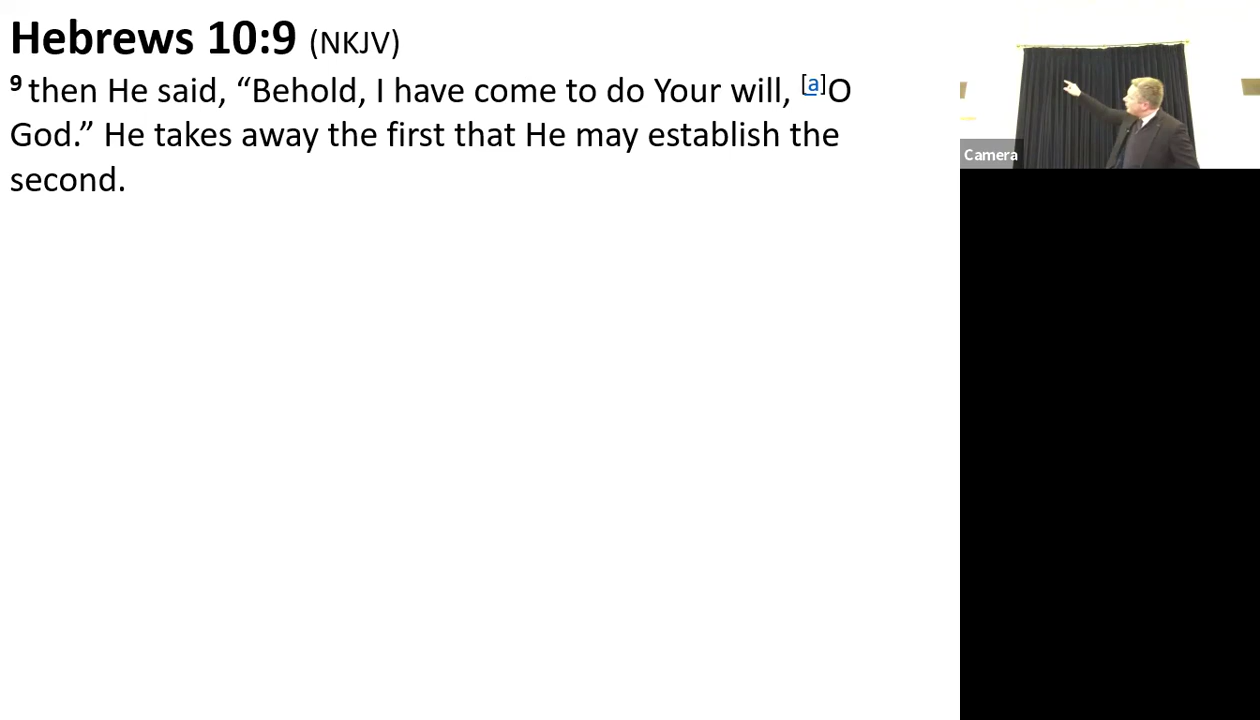 Hebrews 10:9 (NKJV)
9 then He said, “Behold, I have come to do Your will, [a]O
God.” He takes away the first that He may establish the
second.
Camera